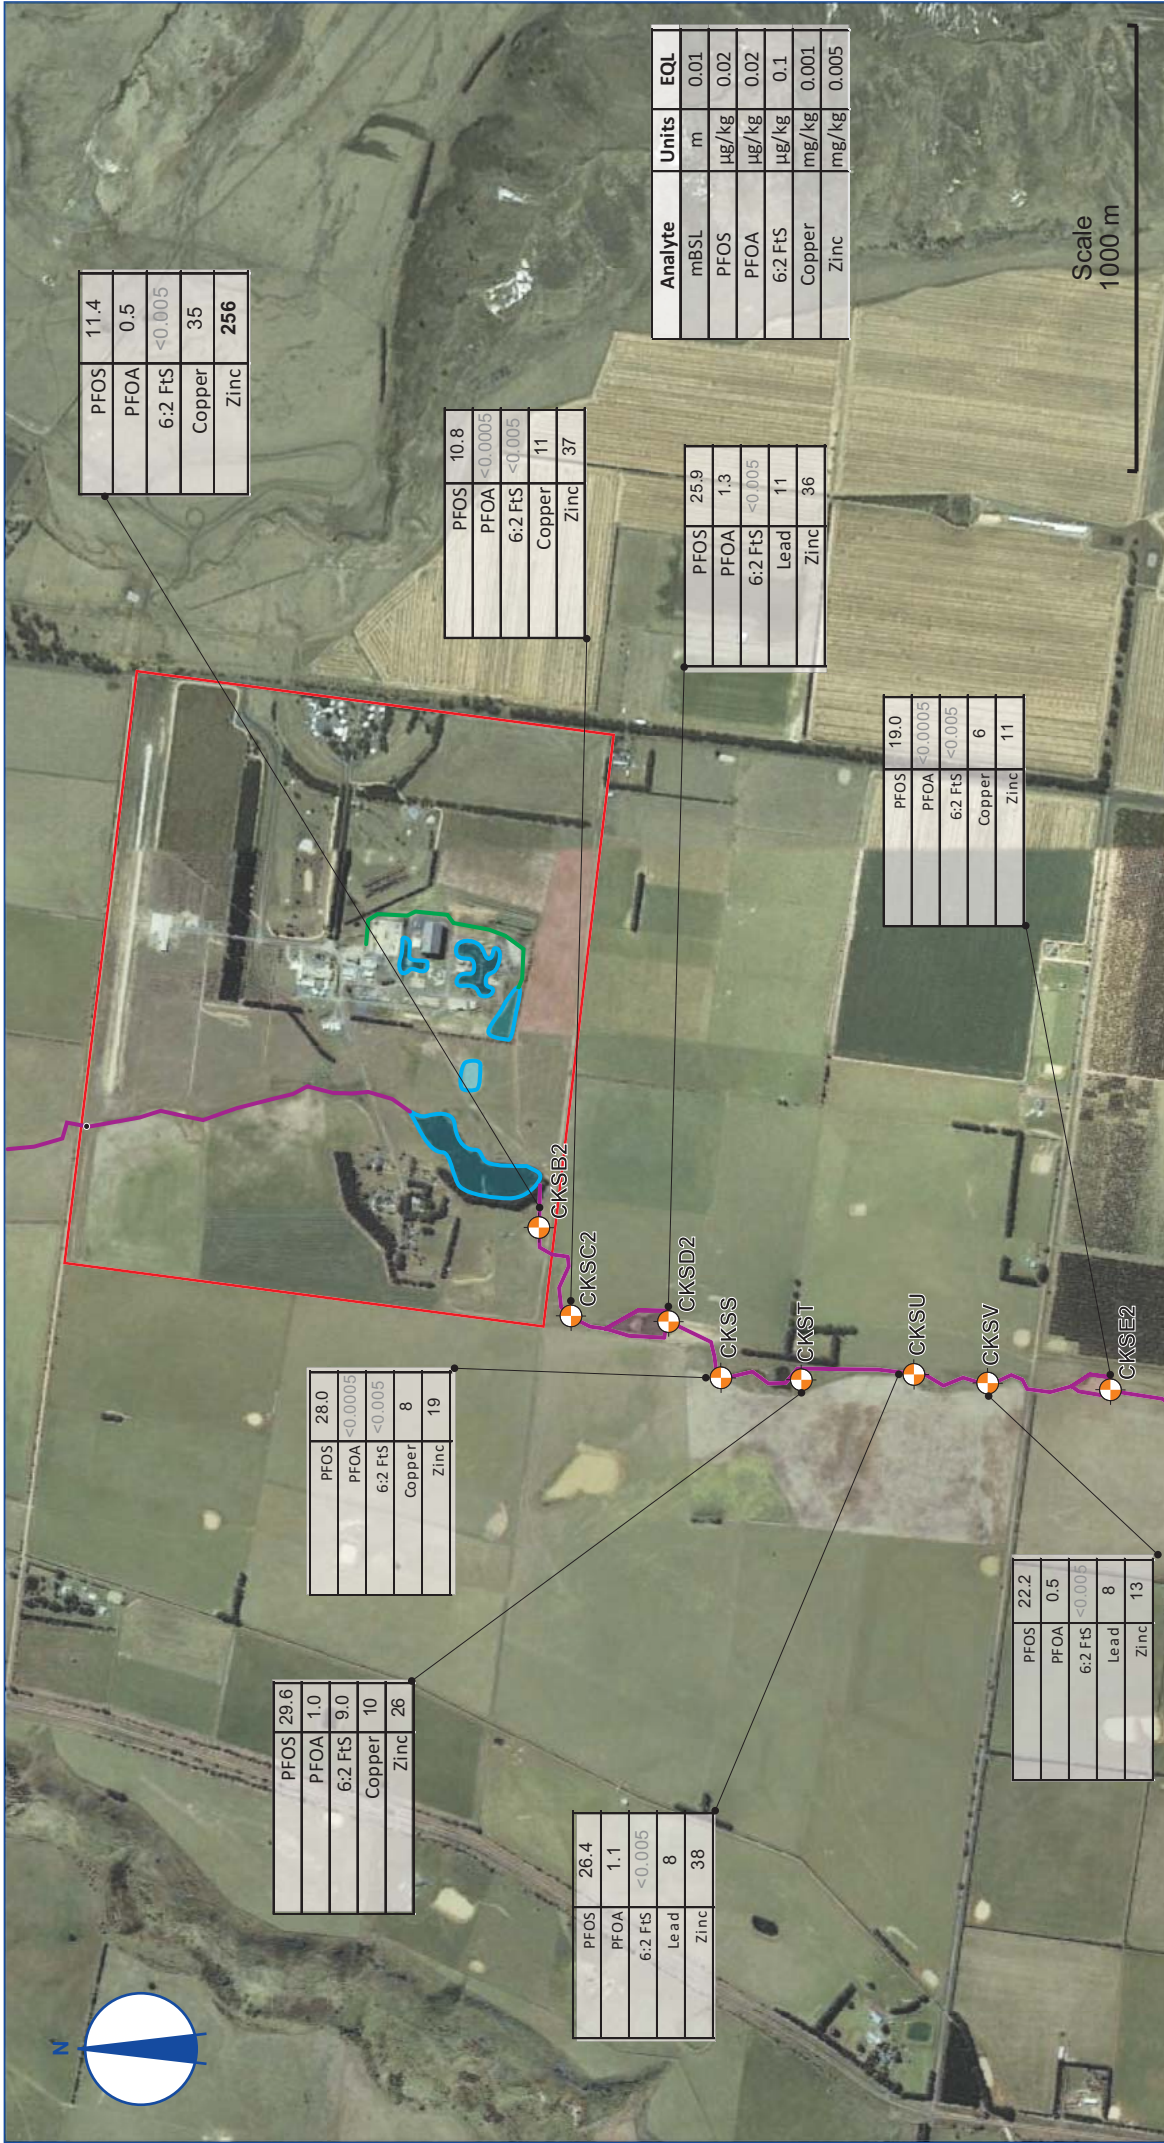 N
PFOS 29.6
PFOA 1.0
6:2 FtS 9.0
Copper 10
Zinc 26
PFOS 28.0
PFOA <0.0005
6:2 FtS <0.005
Copper 8
Zinc 19
PFOS 11.4
PFOA 0.5
6:2 FtS <0.005
Copper 35
Zinc 256
PFOS 10.8
PFOA <0.0005
6:2 FtS <0.005
Copper 11
Zinc 37
PFOS 25.9
PFOA 1.3
6:2 FtS <0.005
Lead 11
Zinc 36
Analyte Units EQL
mBSL m 0.01
PFOS µg/kg 0.02
PFOA µg/kg 0.02
6:2 FtS µg/kg 0.1
Copper mg/kg 0.001
Zinc mg/kg 0.005
CKSB2
CKSC2
CKSD2
CKSS
CKST
CKSU
CKSV
CKSE2
PFOS 26.4
PFOA 1.1
6:2 FtS <0.005
Lead 8
Zinc 38
PFOS 22.2
PFOA 0.5
6:2 FtS <0.005
Lead 8
Zinc 13
PFOS 19.0
PFOA <0.0005
6:2 FtS <0.005
Copper 6
Zinc 11
Scale
1000 m